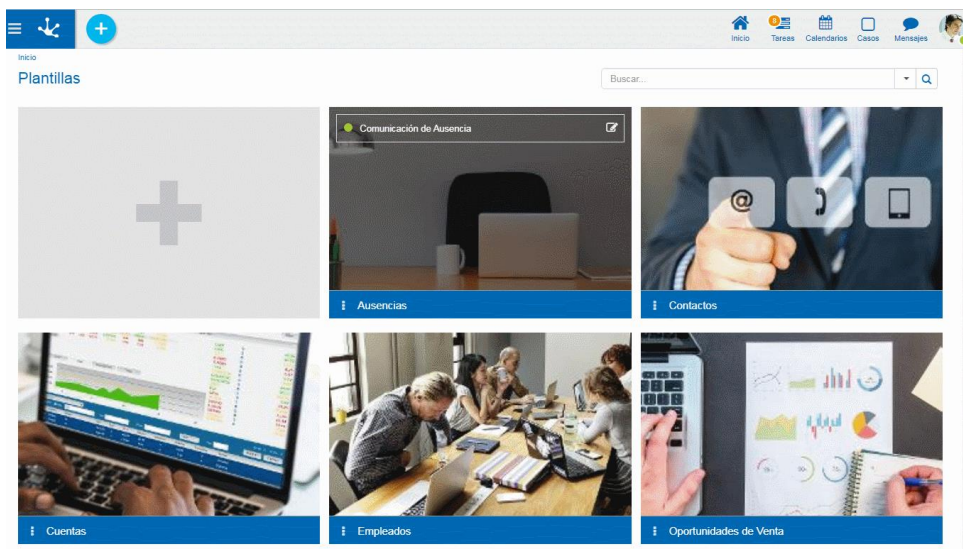 Inicio
Tareas
Calendarios
Casos
Mensajes
Inicio
Plantillas
Buscar...
Comunicación de Ausencia
Ausencias
Contactos
@
Cuentas
Empleados
Oportunidades de Venta